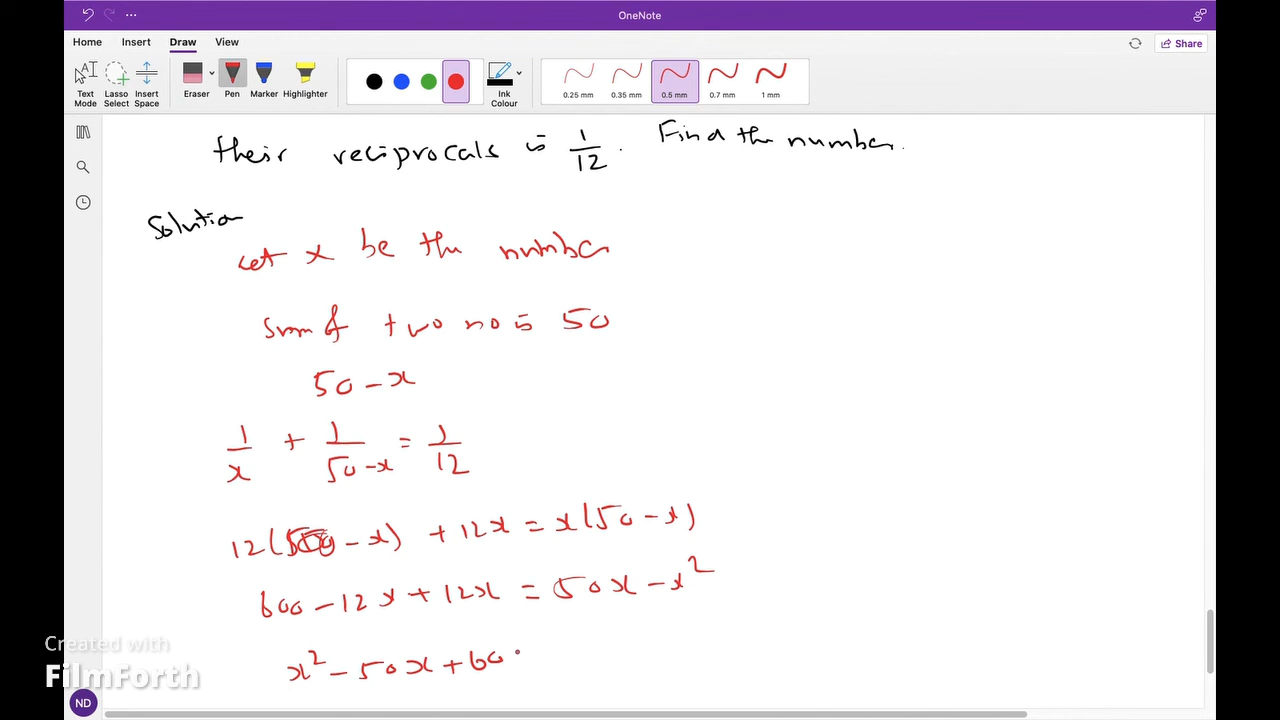 OneNote
Home Insert Draw View
Share
Text Mode
Lasso Select
Insert Space
Eraser
Pen
Marker
Highlighter
Ink Colour
0.25 mm 0.35 mm 0.5 mm 0.7 mm 1 mm
their reciprocals is 1/12. Find the number.
Solution
Let x be the number
Sum of two no is 50
50 - x
1/x + 1/(50-x) = 1/12
12(50 - x) + 12x = x(50 - x)
600 - 12x + 12x = 50x - x²
x² - 50x + 60
Created with
FilmForth
ND